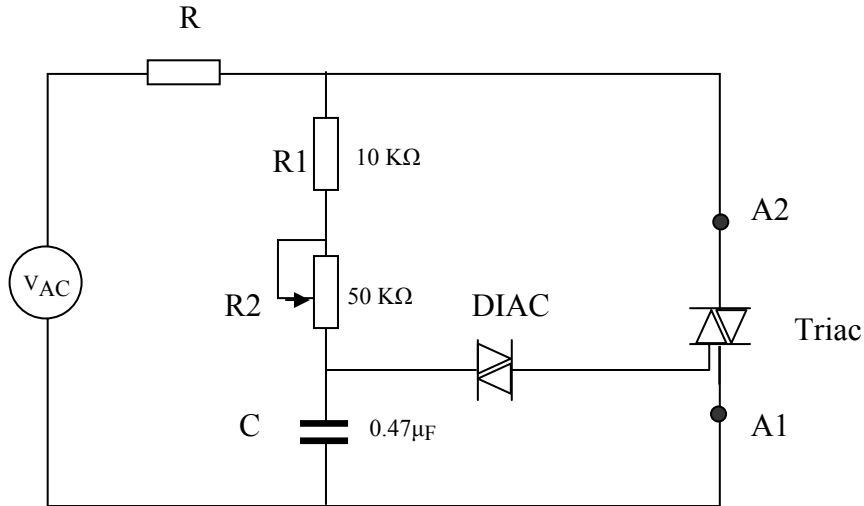 R
R1 10 KΩ
A2
VAC
R2 50 KΩ
DIAC
Triac
C 0.47μF
A1